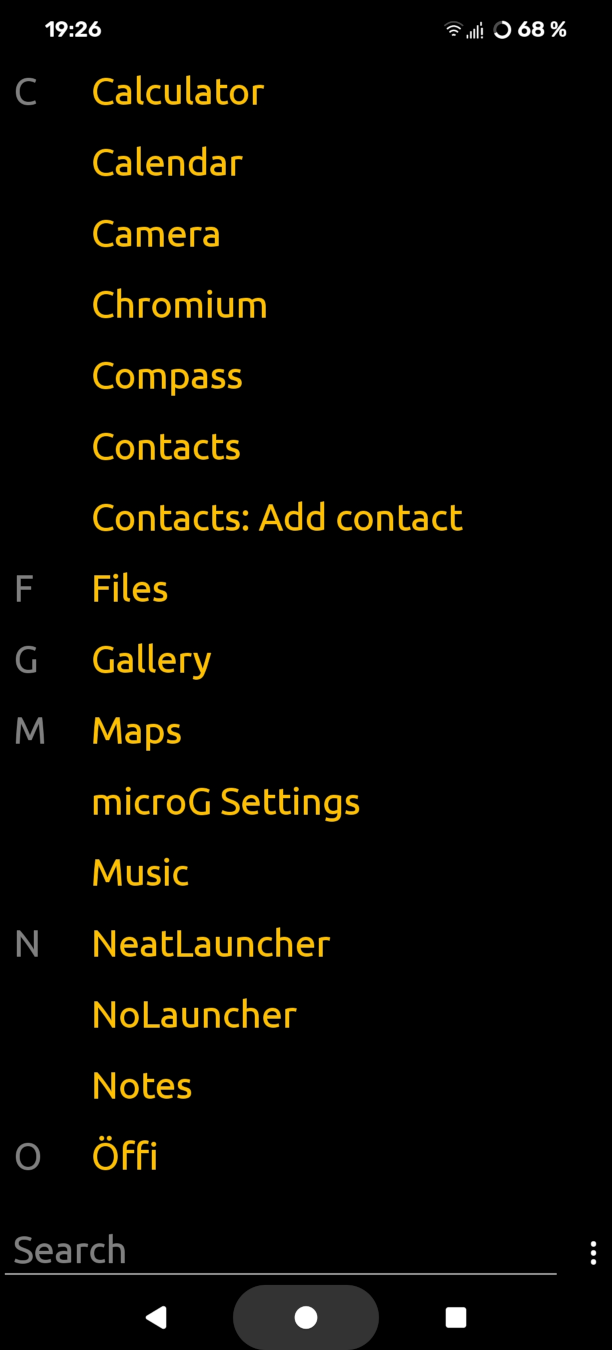 19:26 68 %
C Calculator
Calendar
Camera
Chromium
Compass
Contacts
Contacts: Add contact
F Files
G Gallery
M Maps
microG Settings
Music
N NeatLauncher
NoLauncher
Notes
O Öffi
Search